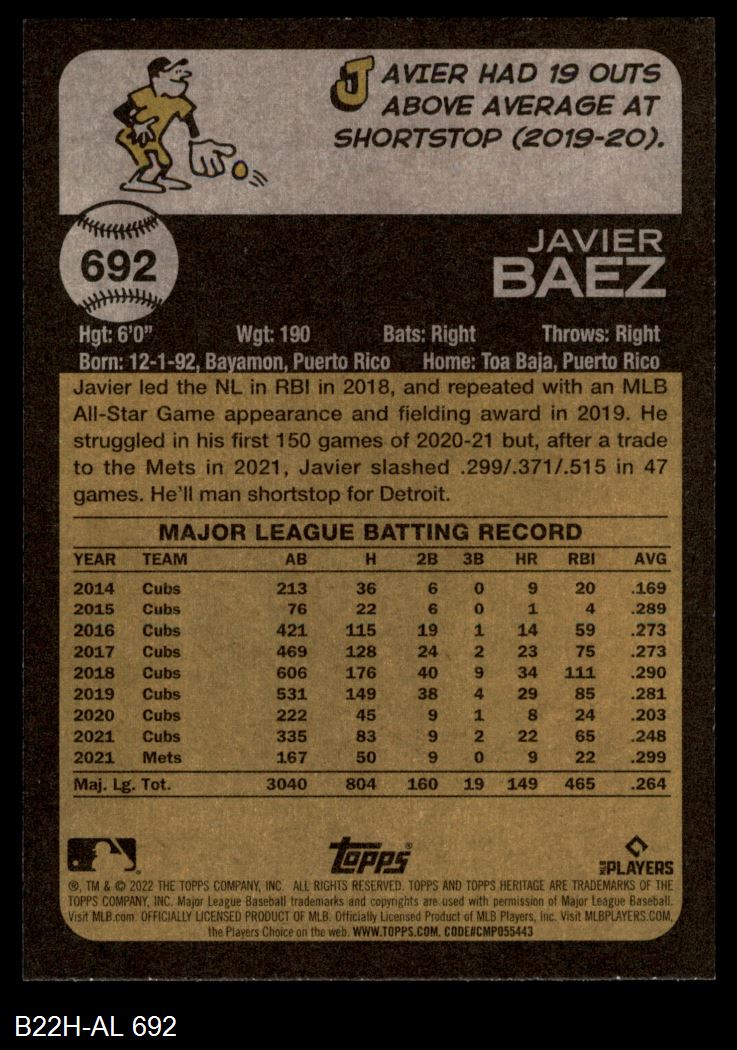 JAVIER HAD 19 OUTS
ABOVE AVERAGE AT
SHORTSTOP (2019-20).
692
JAVIER
BAEZ
Hgt: 6'0" Wgt: 190 Bats: Right Throws: Right
Born: 12-1-92, Bayamon, Puerto Rico Home: Toa Baja, Puerto Rico
Javier led the NL in RBI in 2018, and repeated with an MLB
All-Star Game appearance and fielding award in 2019. He
struggled in his first 150 games of 2020-21 but, after a trade
to the Mets in 2021, Javier slashed .299/.371/.515 in 47
games. He'll man shortstop for Detroit.
MAJOR LEAGUE BATTING RECORD
YEAR TEAM AB H 2B 3B HR RBI AVG
2014 Cubs 213 36 6 0 9 20 .169
2015 Cubs 76 22 6 0 1 4 .289
2016 Cubs 421 115 19 1 14 59 .273
2017 Cubs 469 128 24 2 23 75 .273
2018 Cubs 606 176 40 9 34 111 .290
2019 Cubs 531 149 38 4 29 85 .281
2020 Cubs 222 45 9 1 8 24 .203
2021 Cubs 335 83 9 2 22 65 .248
2021 Mets 167 50 9 0 9 22 .299
Maj. Lg. Tot. 3040 804 160 19 149 465 .264
topps®
MLB PLAYERS
®, TM & © 2022 THE TOPPS COMPANY, INC. ALL RIGHTS RESERVED. TOPPS AND TOPPS HERITAGE ARE TRADEMARKS OF THE
TOPPS COMPANY, INC. Major League Baseball trademarks and copyrights are used with permission of Major League Baseball.
Visit MLB.com. OFFICIALLY LICENSED PRODUCT OF MLB. Officially Licensed Product of MLB Players, Inc. Visit MLBPLAYERS.COM,
the Players Choice on the web. WWW.TOPPS.COM. CODE#CMP055443
B22H-AL 692